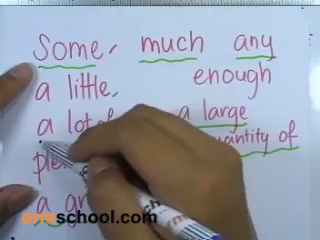 Some, much any
a little, enough
a lot of a large
quantity of
a
ormschool.com